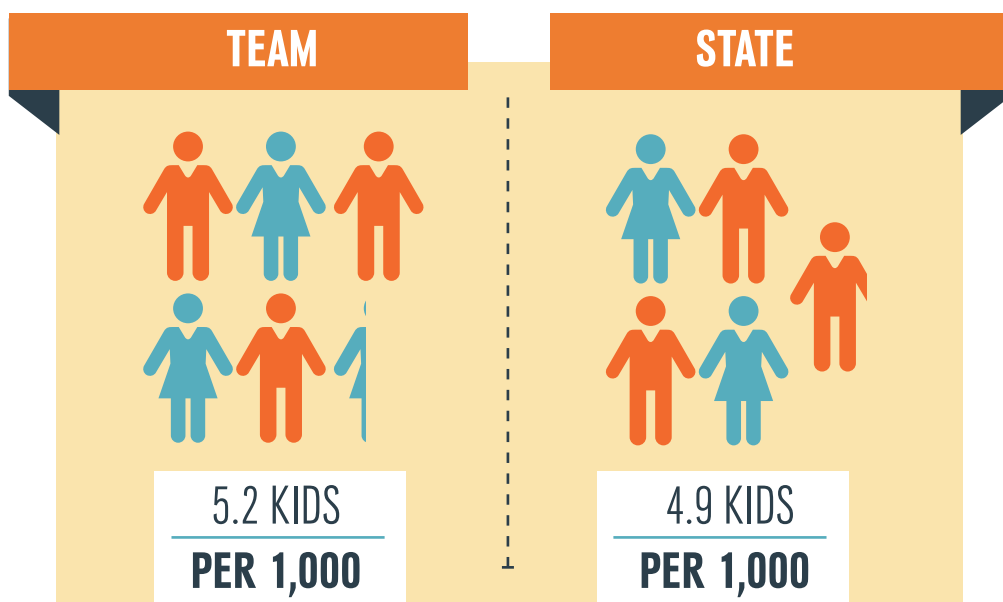 TEAM
5.2 KIDS
PER 1,000
STATE
4.9 KIDS
PER 1,000